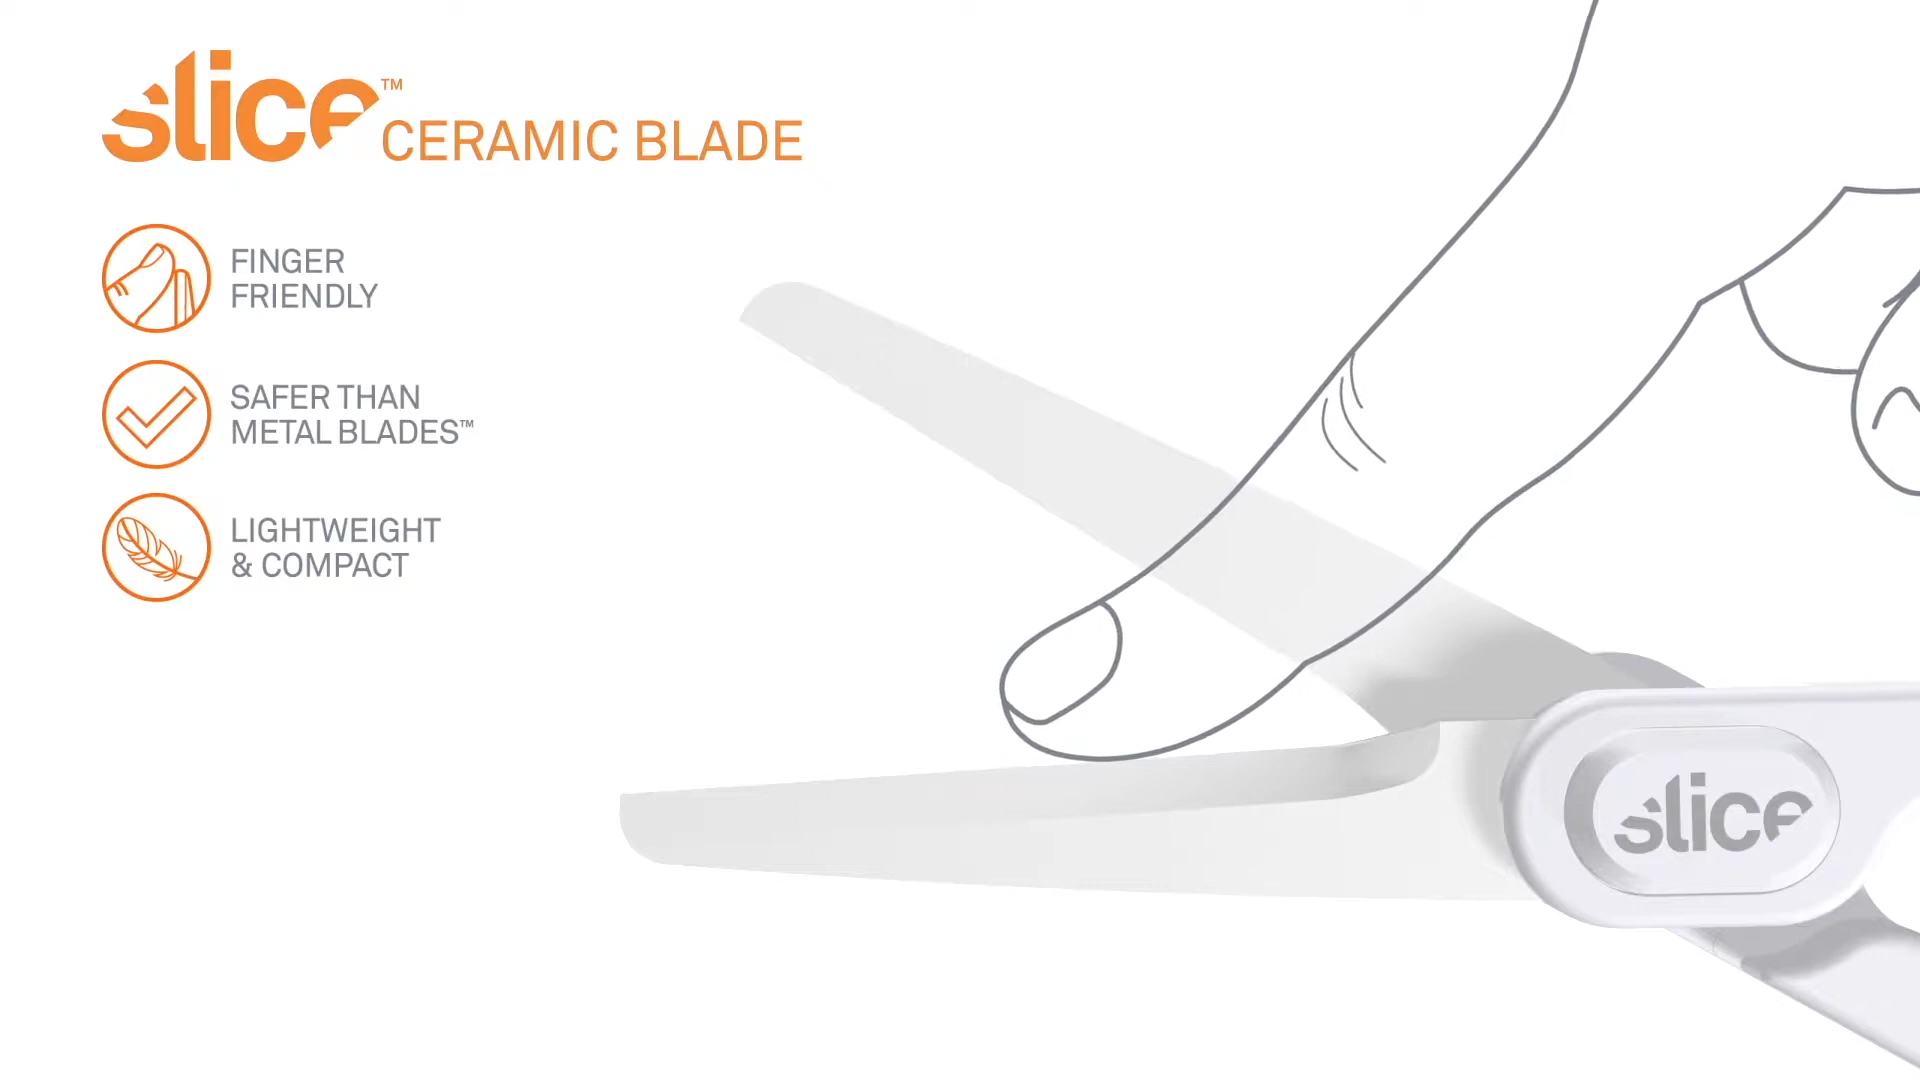 slice™ CERAMIC BLADE
FINGER
FRIENDLY
SAFER THAN
METAL BLADES™
LIGHTWEIGHT
& COMPACT
slice